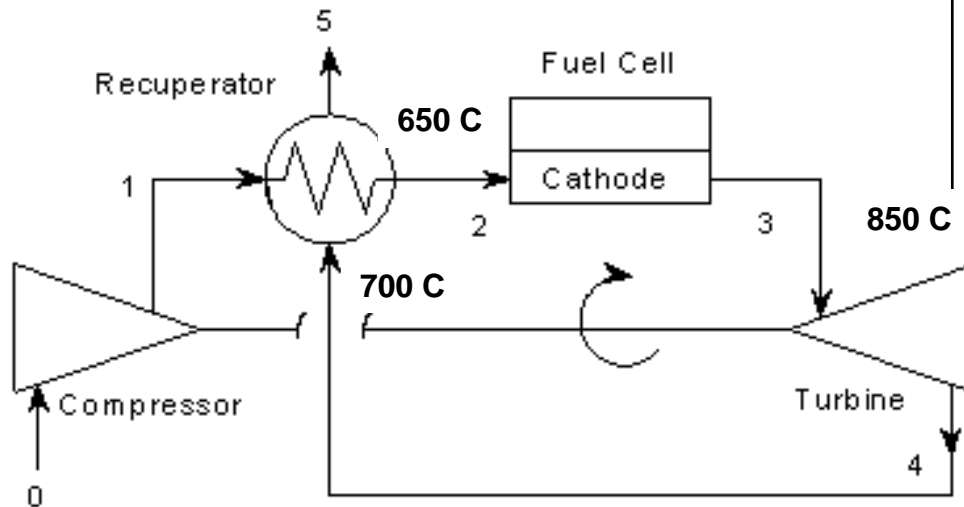 5
Fuel Cell
Recuperator
650 C
1
Cathode
2
3
850 C
700 C
Compressor
Turbine
4
0